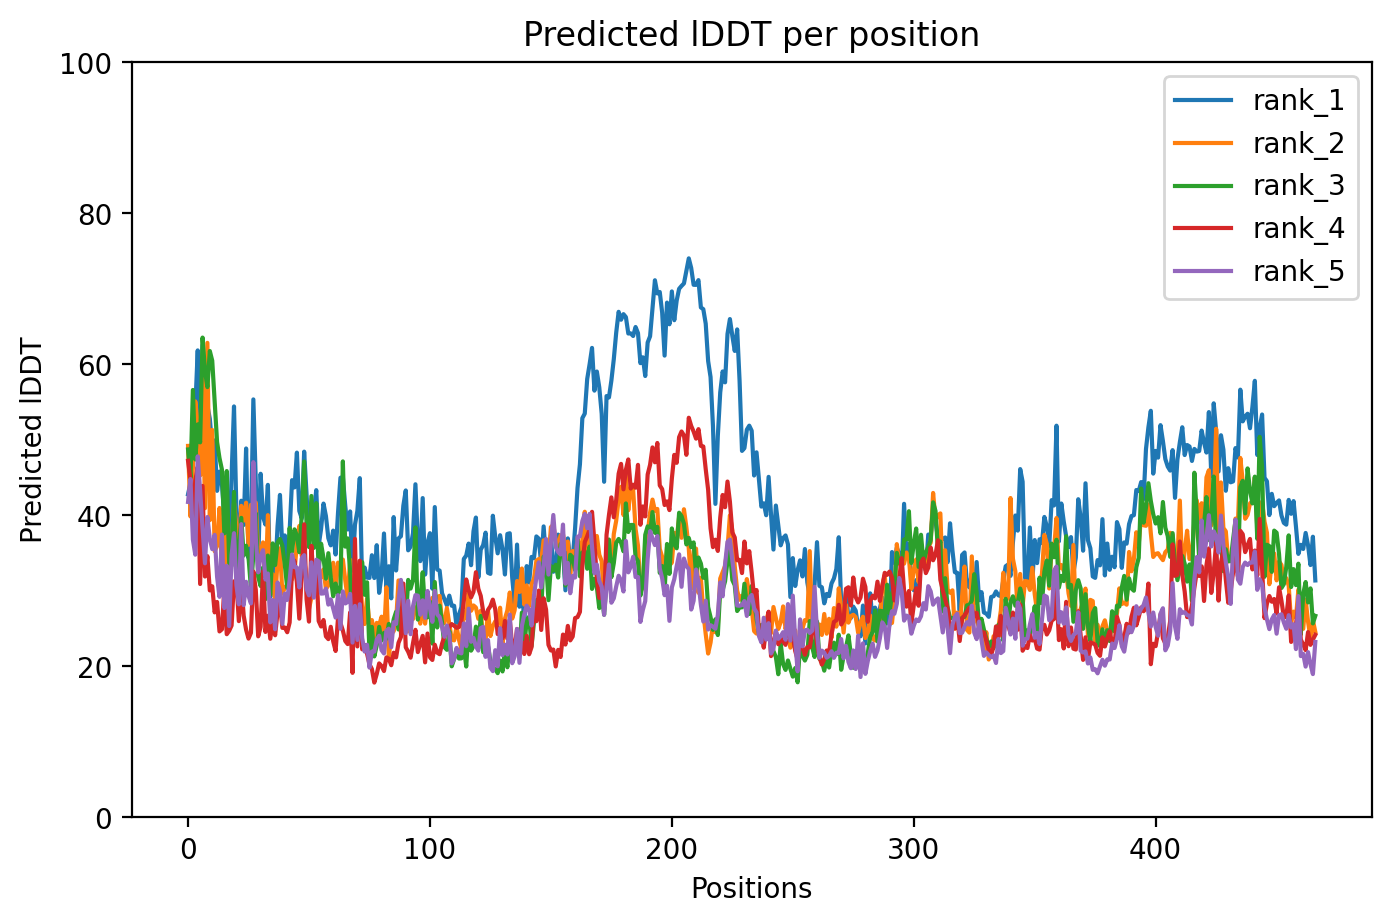 Predicted lDDT per position
100
80
60
40
20
0
Predicted lDDT
rank_1
rank_2
rank_3
rank_4
rank_5
0 100 200 300 400
Positions